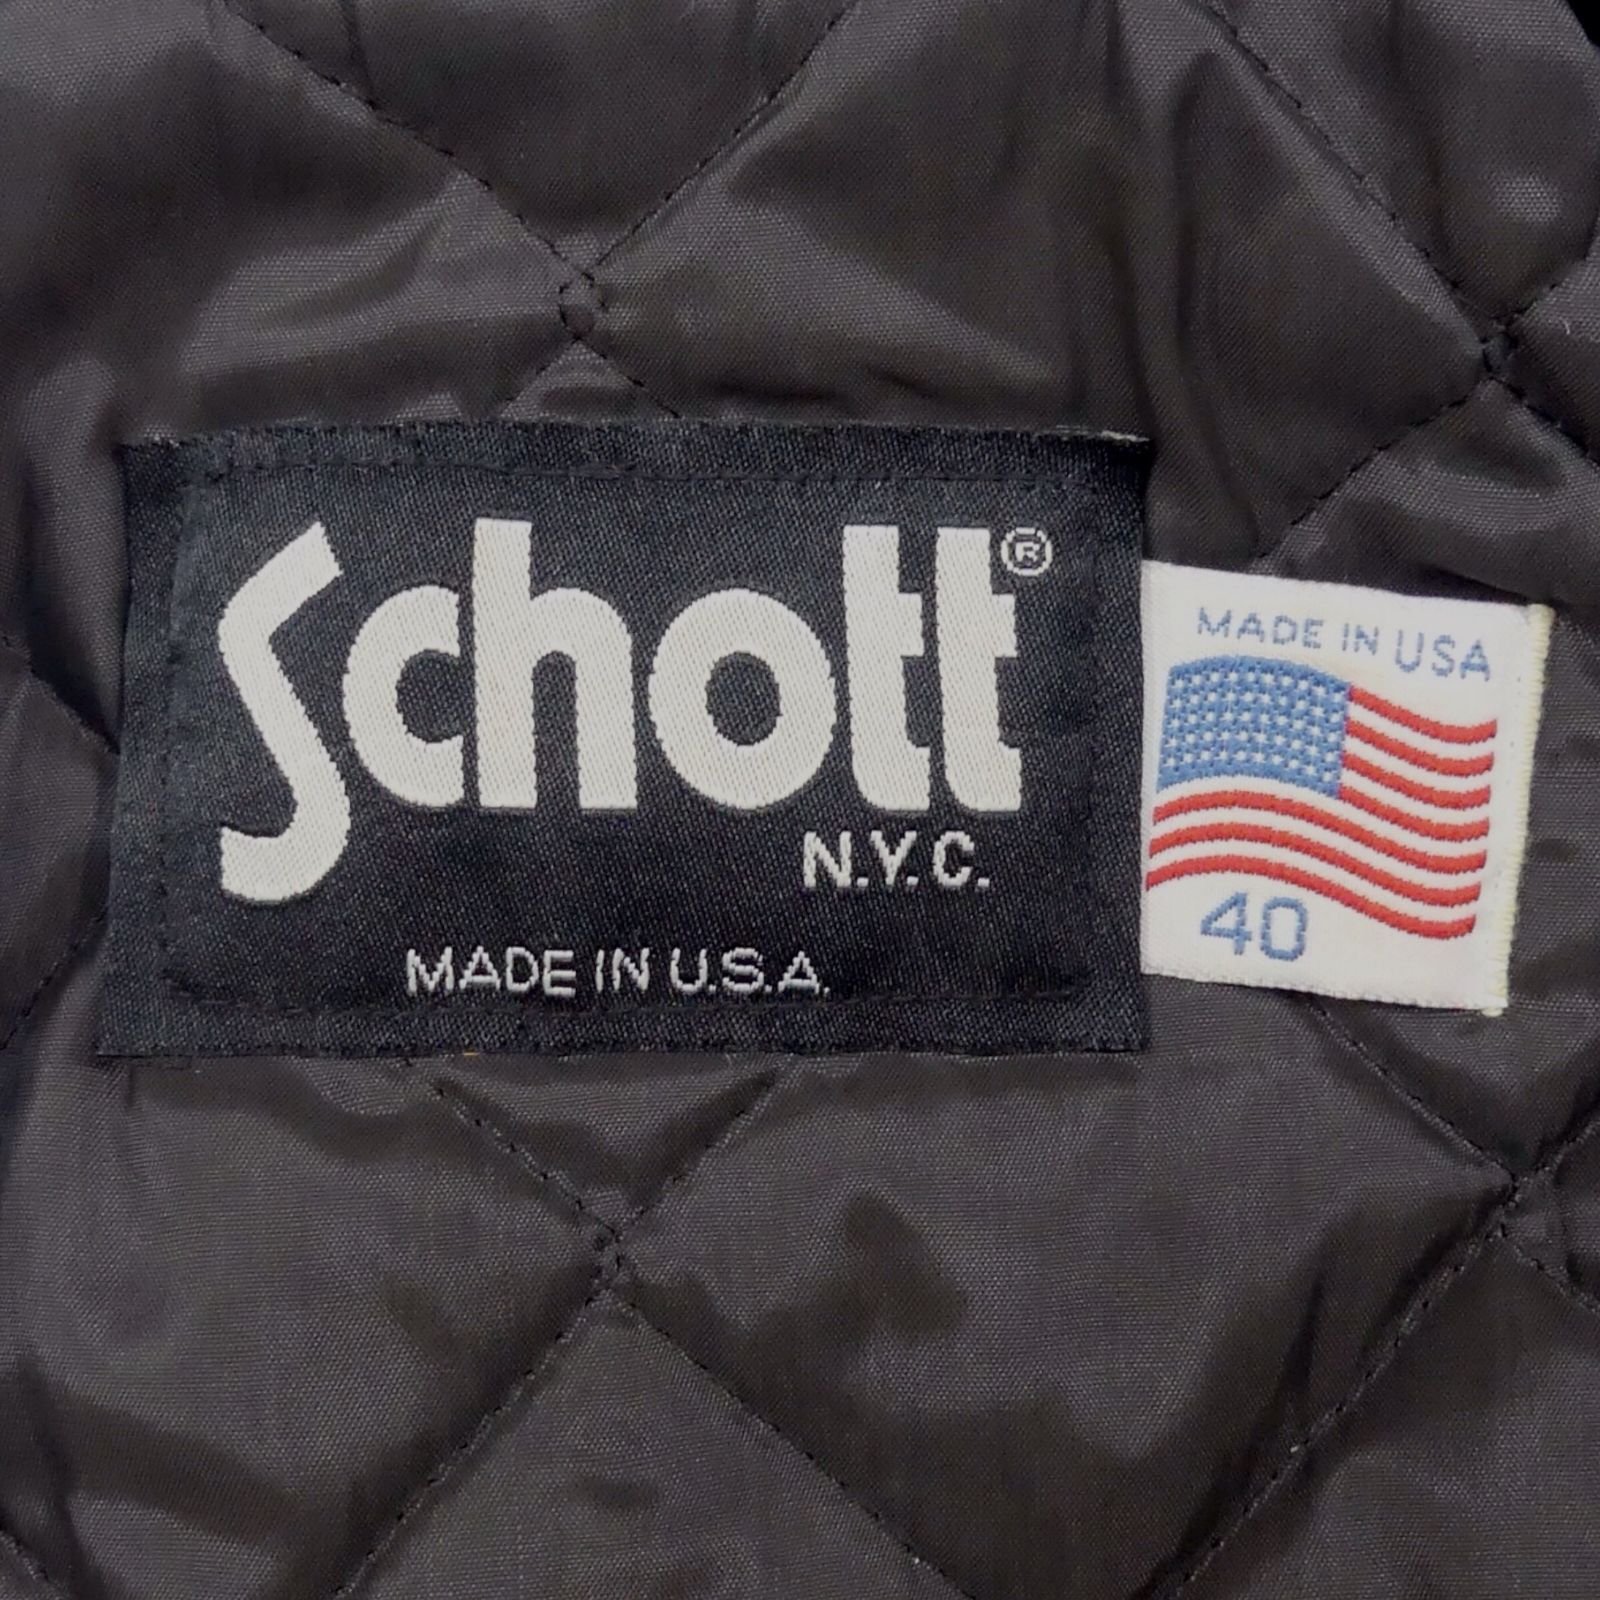 Schott®
N.Y.C.
MADE IN U.S.A.
MADE IN USA
40